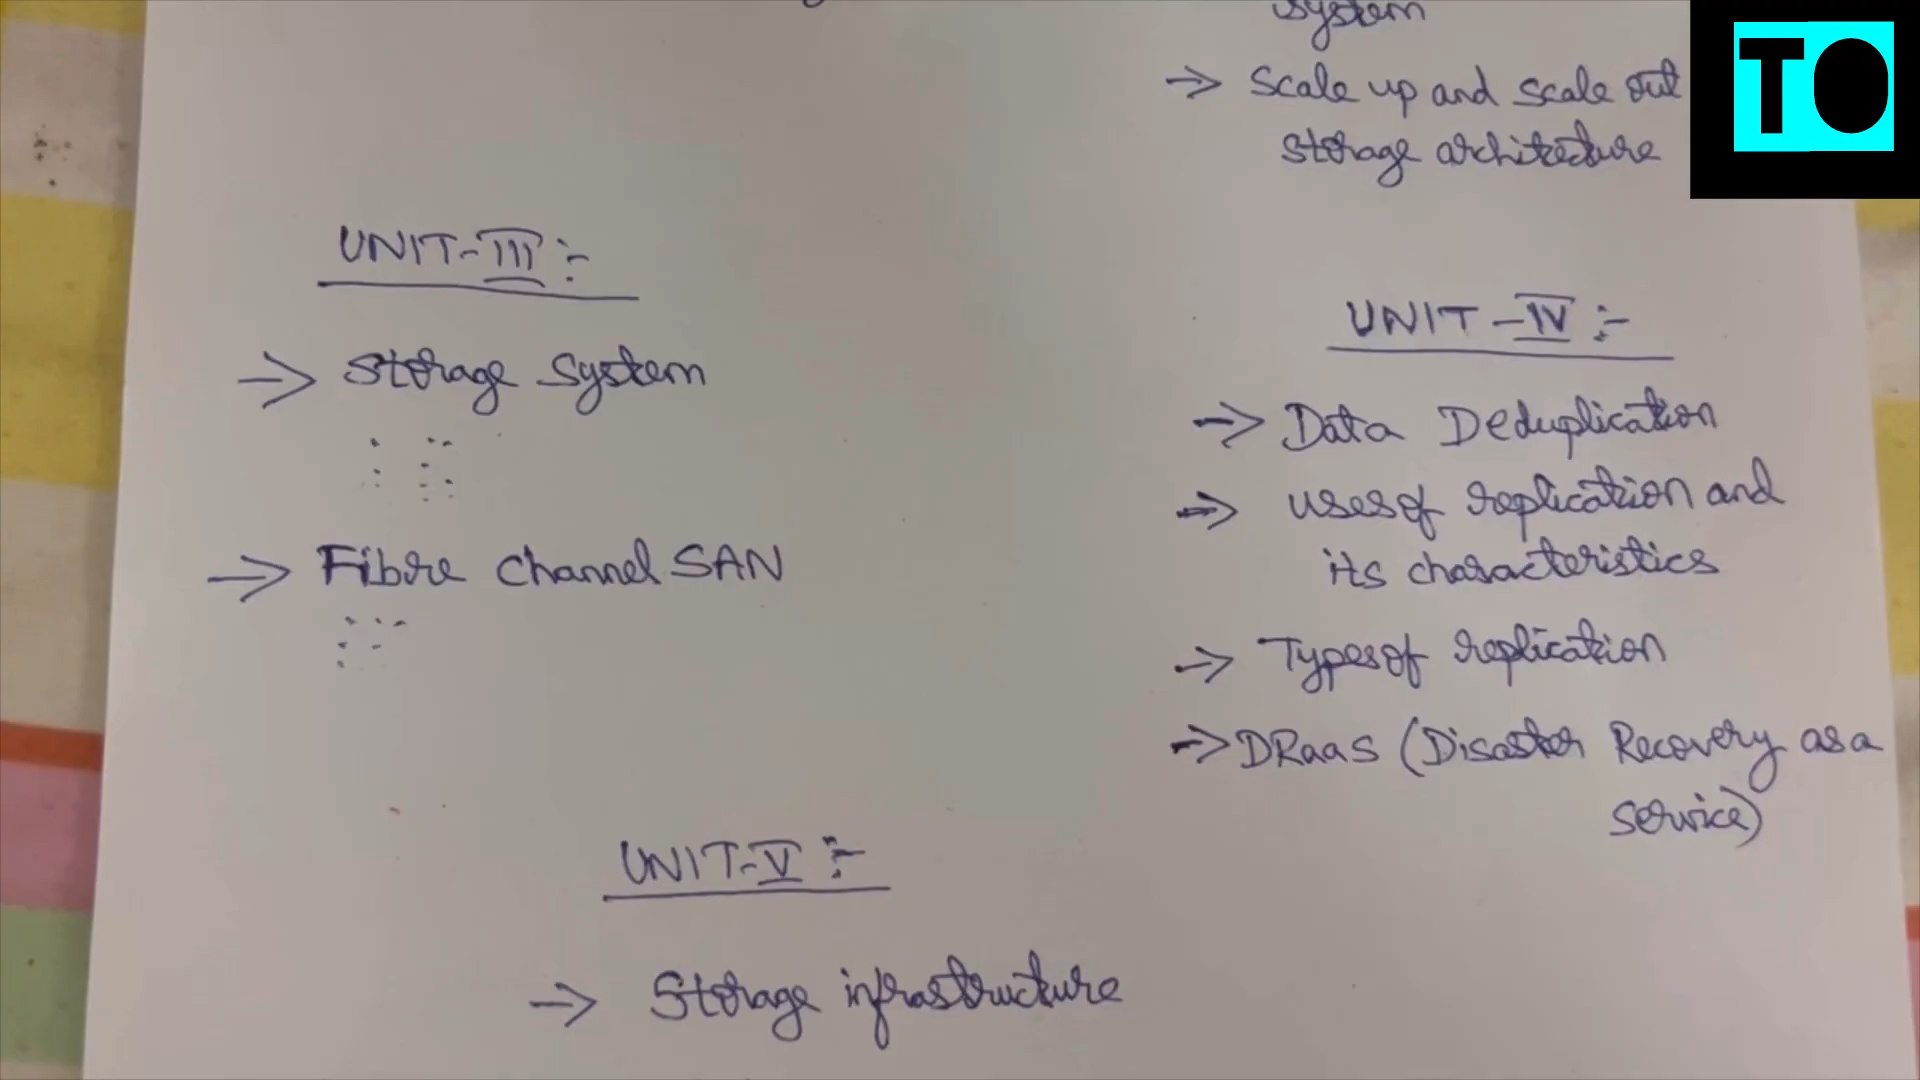 system
→ Scale up and scale out
storage architecture
TO
UNIT-III :-
→ Storage system
→ Fibre channel SAN
UNIT-IV :-
→ Data Deduplication
→ uses of replication and
its characteristics
→ Types of replication
→ DRaaS (Disaster Recovery as a
service)
UNIT-V :-
→ Storage infrastructure